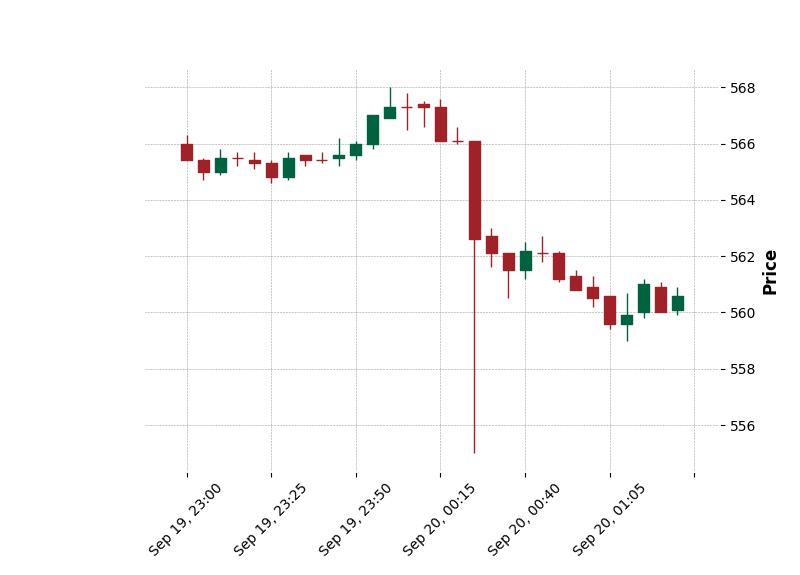 568
566
564
562
560
558
556
Price
Sep 19, 23:00
Sep 19, 23:25
Sep 19, 23:50
Sep 20, 00:15
Sep 20, 00:40
Sep 20, 01:05